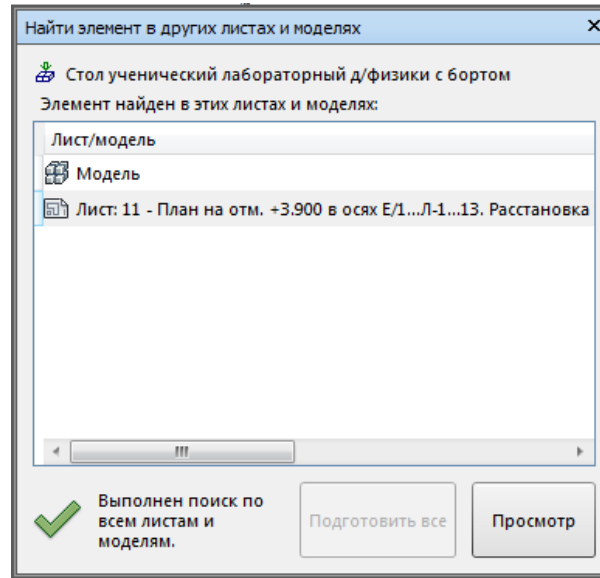 Найти элемент в других листах и моделях
Стол ученический лабораторный д/физики с бортом
Элемент найден в этих листах и моделях:
Лист/модель
Модель
Лист: 11 - План на отм. +3.900 в осях Е/1...Л-1...13. Расстановка
Выполнен поиск по
всем листам и
моделям.
Подготовить все
Просмотр